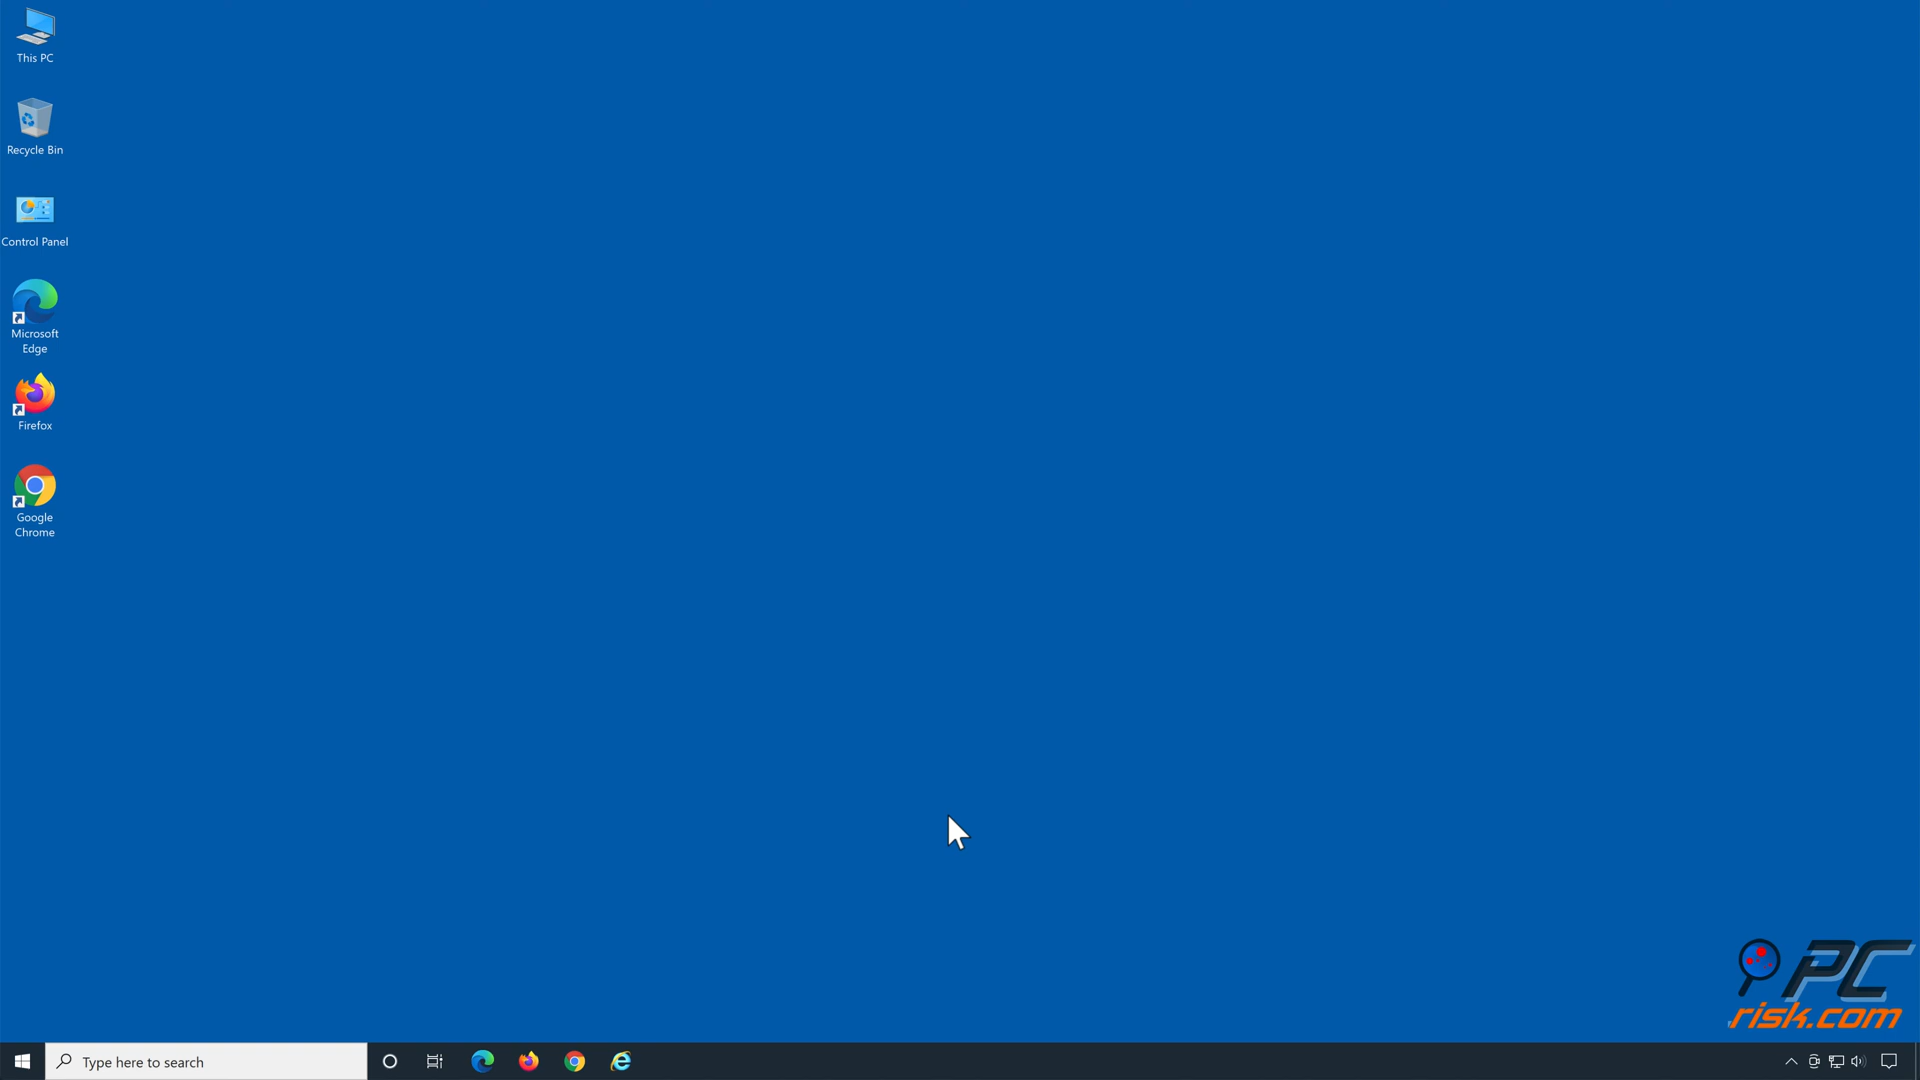 This PC
Recycle Bin
Control Panel
Microsoft
Edge
Firefox
Google
Chrome
PC
risk.com
Type here to search